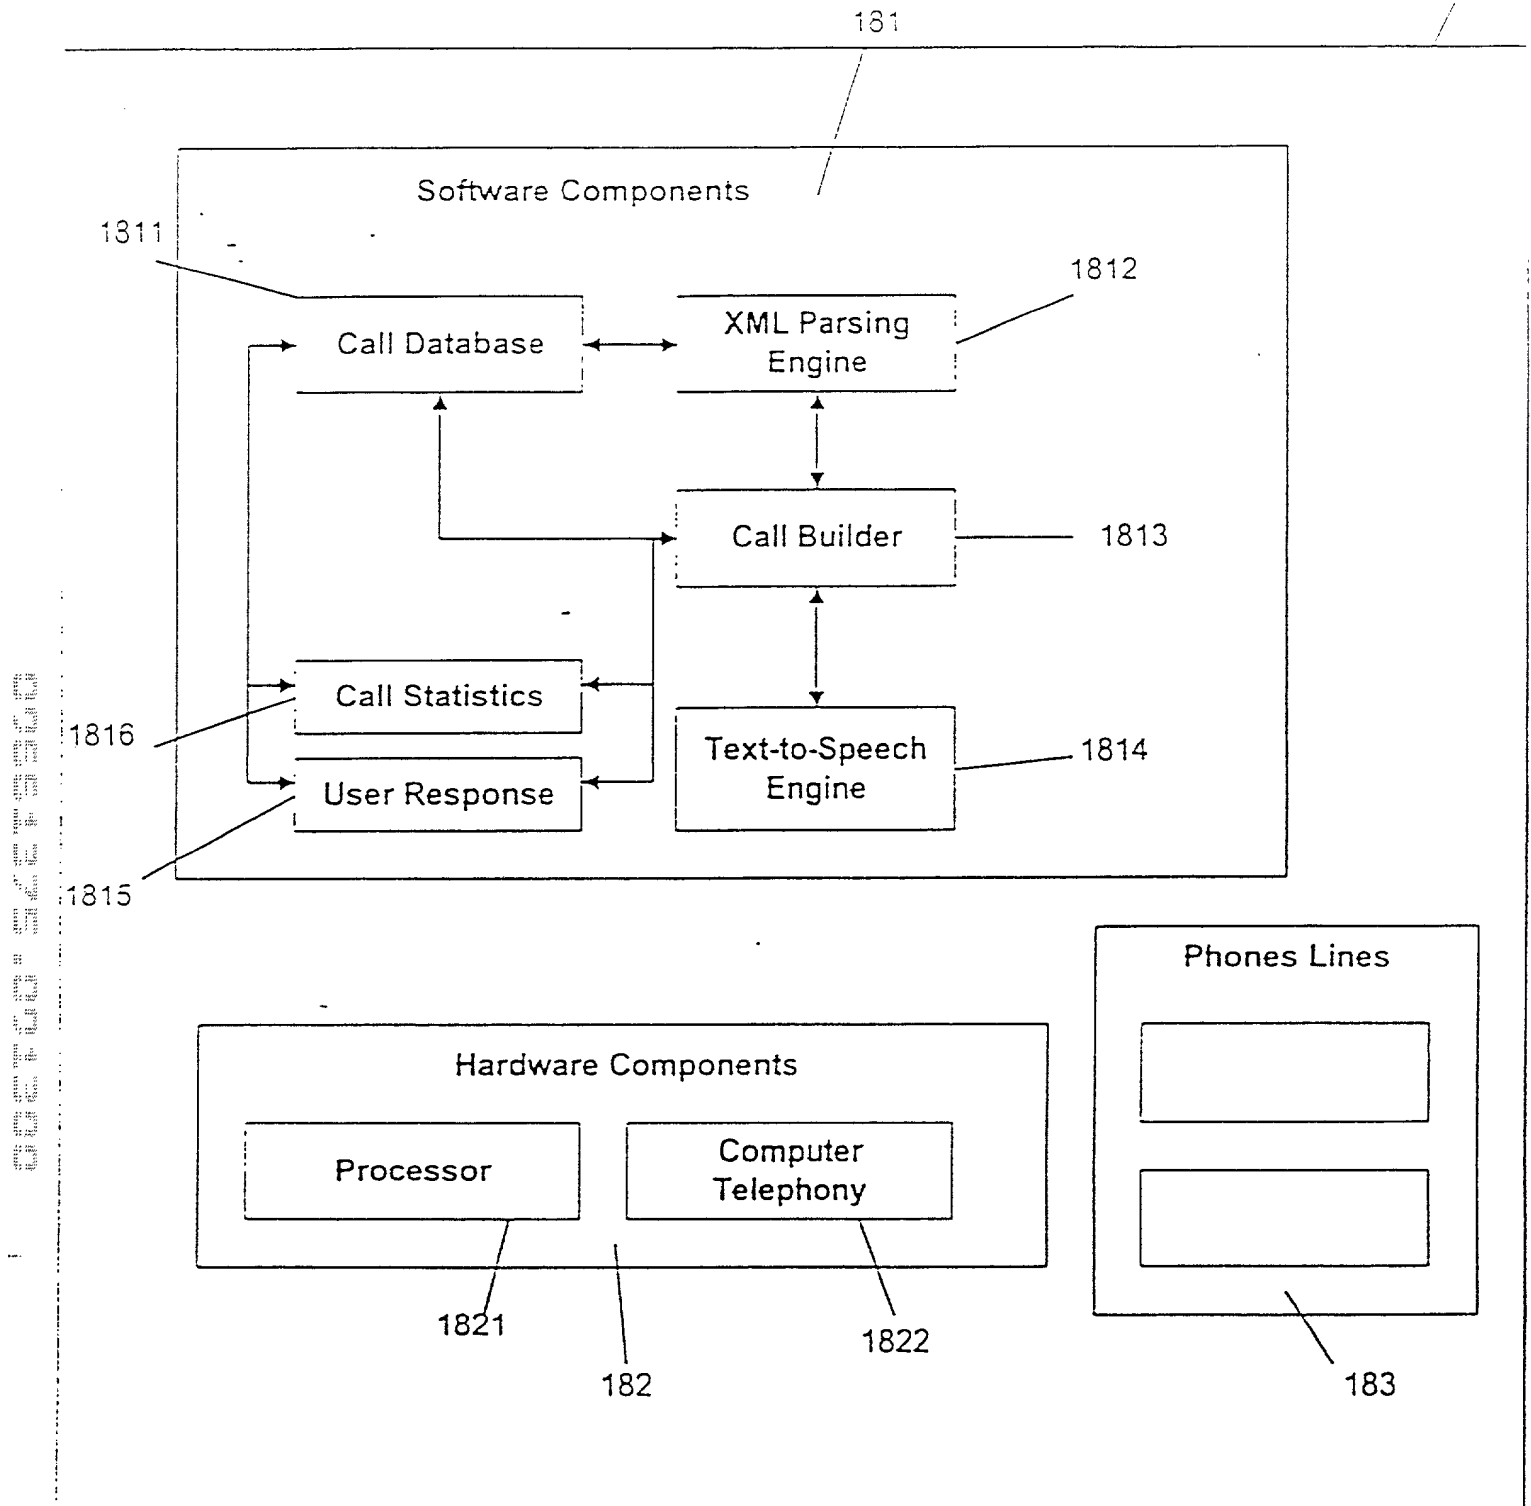 181
Software Components
1811
1812
Call Database
XML Parsing
Engine
Call Builder
1813
Call Statistics
1816
Text-to-Speech
Engine
1814
User Response
1815
Phones Lines
Hardware Components
Processor
Computer
Telephony
1821
1822
182
183